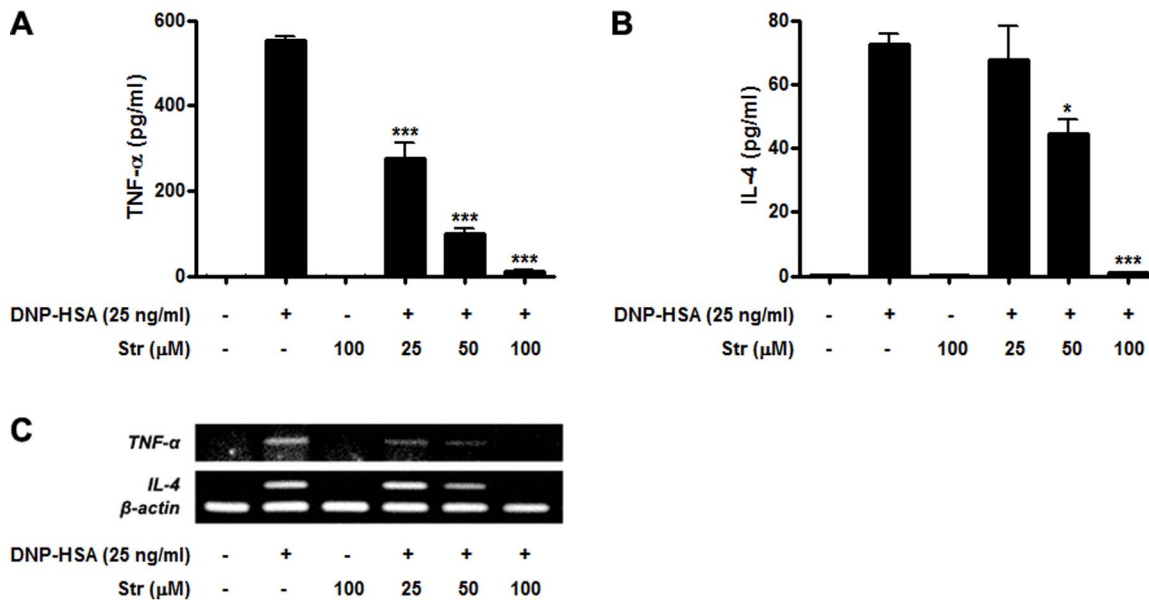 A
TNF-α (pg/ml)
600
400
200
0
***
***
***
DNP-HSA (25 ng/ml) - + - + + +
Str (μM) - - 100 25 50 100
B
IL-4 (pg/ml)
80
60
40
20
0
*
***
DNP-HSA (25 ng/ml) - + - + + +
Str (μM) - - 100 25 50 100
C
TNF-α
IL-4
β-actin
DNP-HSA (25 ng/ml) - + - + + +
Str (μM) - - 100 25 50 100